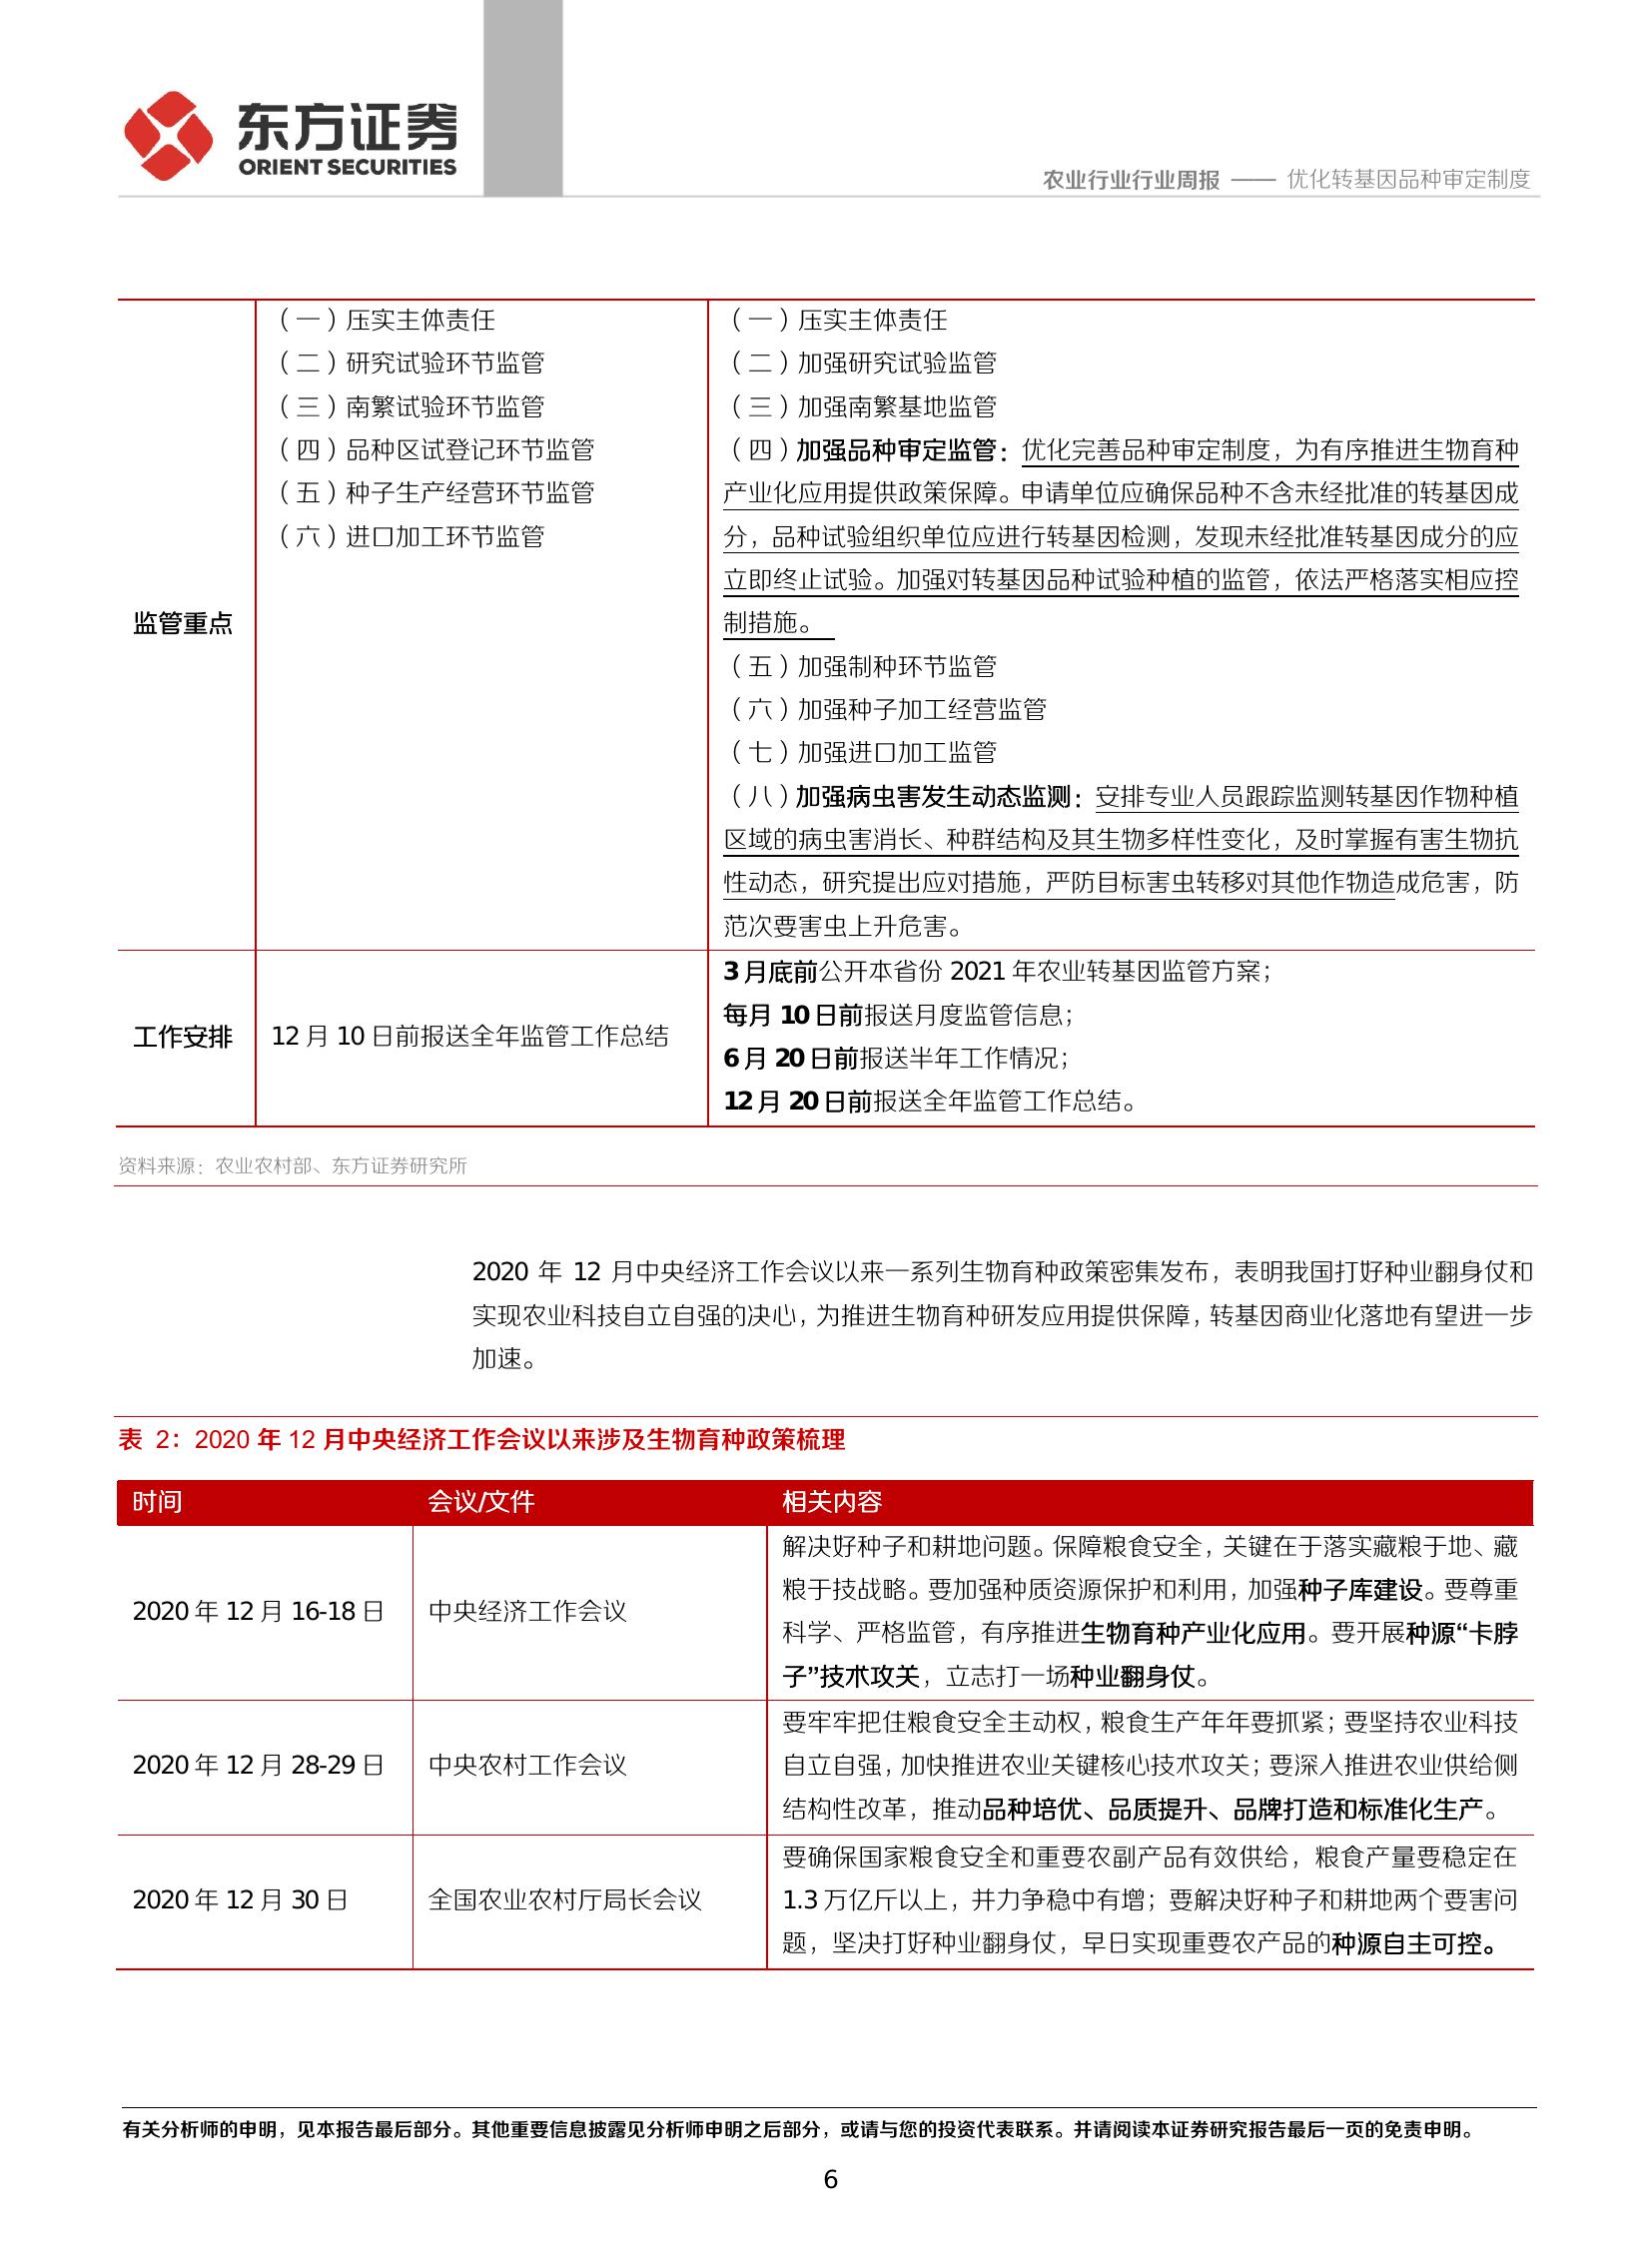 东方证券
ORIENT SECURITIES
农业行业行业周报 —— 优化转基因品种审定制度
监管重点
（一）压实主体责任
（二）研究试验环节监管
（三）南繁试验环节监管
（四）品种区试登记环节监管
（五）种子生产经营环节监管
（六）进口加工环节监管
（一）压实主体责任
（二）加强研究试验监管
（三）加强南繁基地监管
（四）加强品种审定监管：优化完善品种审定制度，为有序推进生物育种
产业化应用提供政策保障。申请单位应确保品种不含未经批准的转基因成
分，品种试验组织单位应进行转基因检测，发现未经批准转基因成分的应
立即终止试验。加强对转基因品种试验种植的监管，依法严格落实相应控
制措施。
（五）加强制种环节监管
（六）加强种子加工经营监管
（七）加强进口加工监管
（八）加强病虫害发生动态监测：安排专业人员跟踪监测转基因作物种植
区域的病虫害消长、种群结构及其生物多样性变化，及时掌握有害生物抗
性动态，研究提出应对措施，严防目标害虫转移对其他作物造成危害，防
范次要害虫上升危害。
工作安排
12 月 10 日前报送全年监管工作总结
3 月底前公开本省份 2021 年农业转基因监管方案；
每月 10 日前报送月度监管信息；
6 月 20 日前报送半年工作情况；
12 月 20 日前报送全年监管工作总结。
资料来源：农业农村部、东方证券研究所
2020 年 12 月中央经济工作会议以来一系列生物育种政策密集发布，表明我国打好种业翻身仗和
实现农业科技自立自强的决心，为推进生物育种研发应用提供保障，转基因商业化落地有望进一步
加速。
表 2：2020 年 12 月中央经济工作会议以来涉及生物育种政策梳理
时间 会议/文件 相关内容
2020 年 12 月 16-18 日
中央经济工作会议
解决好种子和耕地问题。保障粮食安全，关键在于落实藏粮于地、藏
粮于技战略。要加强种质资源保护和利用，加强种子库建设。要尊重
科学、严格监管，有序推进生物育种产业化应用。要开展种源“卡脖
子”技术攻关，立志打一场种业翻身仗。
2020 年 12 月 28-29 日
中央农村工作会议
要牢牢把住粮食安全主动权，粮食生产年年要抓紧；要坚持农业科技
自立自强，加快推进农业关键核心技术攻关；要深入推进农业供给侧
结构性改革，推动品种培优、品质提升、品牌打造和标准化生产。
2020 年 12 月 30 日
全国农业农村厅局长会议
要确保国家粮食安全和重要农副产品有效供给，粮食产量要稳定在
1.3 万亿斤以上，并力争稳中有增；要解决好种子和耕地两个要害问
题，坚决打好种业翻身仗，早日实现重要农产品的种源自主可控。
有关分析师的申明，见本报告最后部分。其他重要信息披露见分析师申明之后部分，或请与您的投资代表联系。并请阅读本证券研究报告最后一页的免责申明。
6